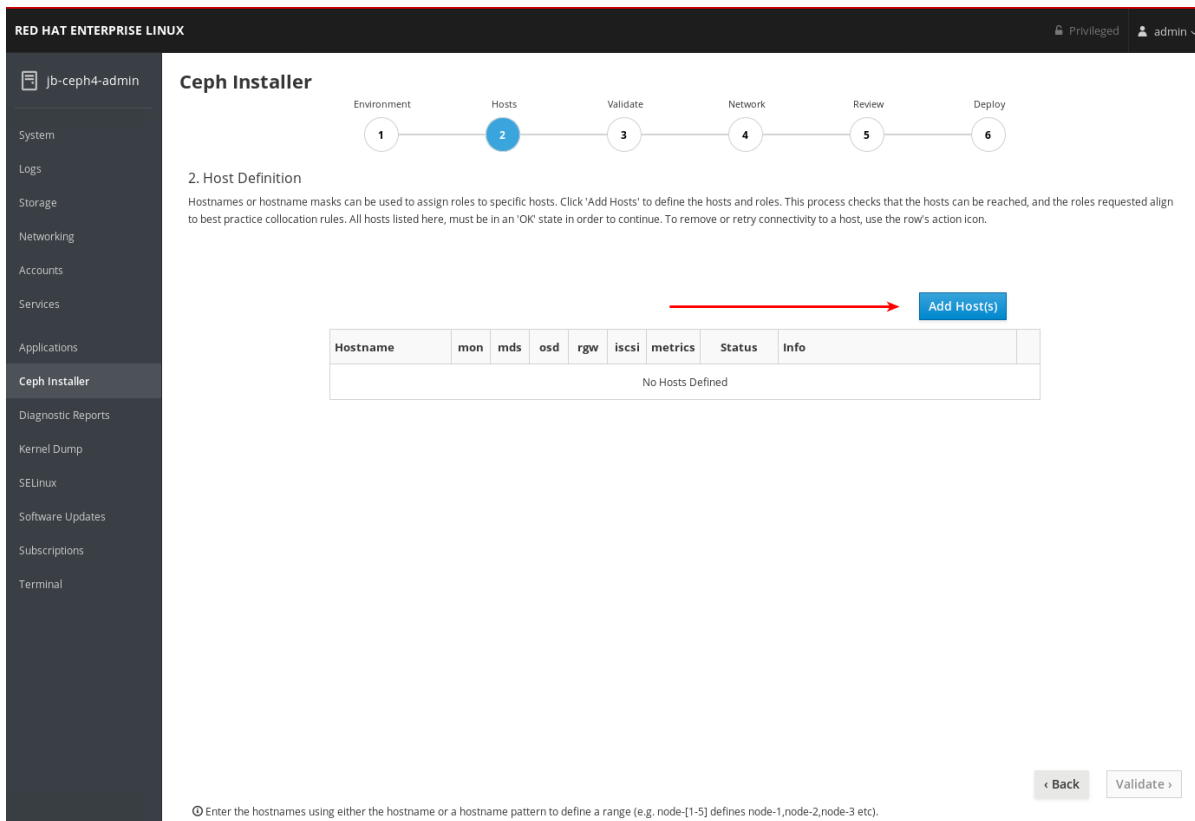 RED HAT ENTERPRISE LINUX
Privileged
admin
jb-ceph4-admin
System
Logs
Storage
Networking
Accounts
Services
Applications
Ceph Installer
Diagnostic Reports
Kernel Dump
SELinux
Software Updates
Subscriptions
Terminal
Ceph Installer
Environment Hosts Validate Network Review Deploy
1 2 3 4 5 6
2. Host Definition
Hostnames or hostname masks can be used to assign roles to specific hosts. Click 'Add Hosts' to define the hosts and roles. This process checks that the hosts can be reached, and the roles requested align
to best practice collocation rules. All hosts listed here, must be in an 'OK' state in order to continue. To remove or retry connectivity to a host, use the row's action icon.
Add Host(s)
Hostname mon mds osd rgw iscsi metrics Status Info
No Hosts Defined
‹ Back Validate ›
Enter the hostnames using either the hostname or a hostname pattern to define a range (e.g. node-[1-5] defines node-1,node-2,node-3 etc).